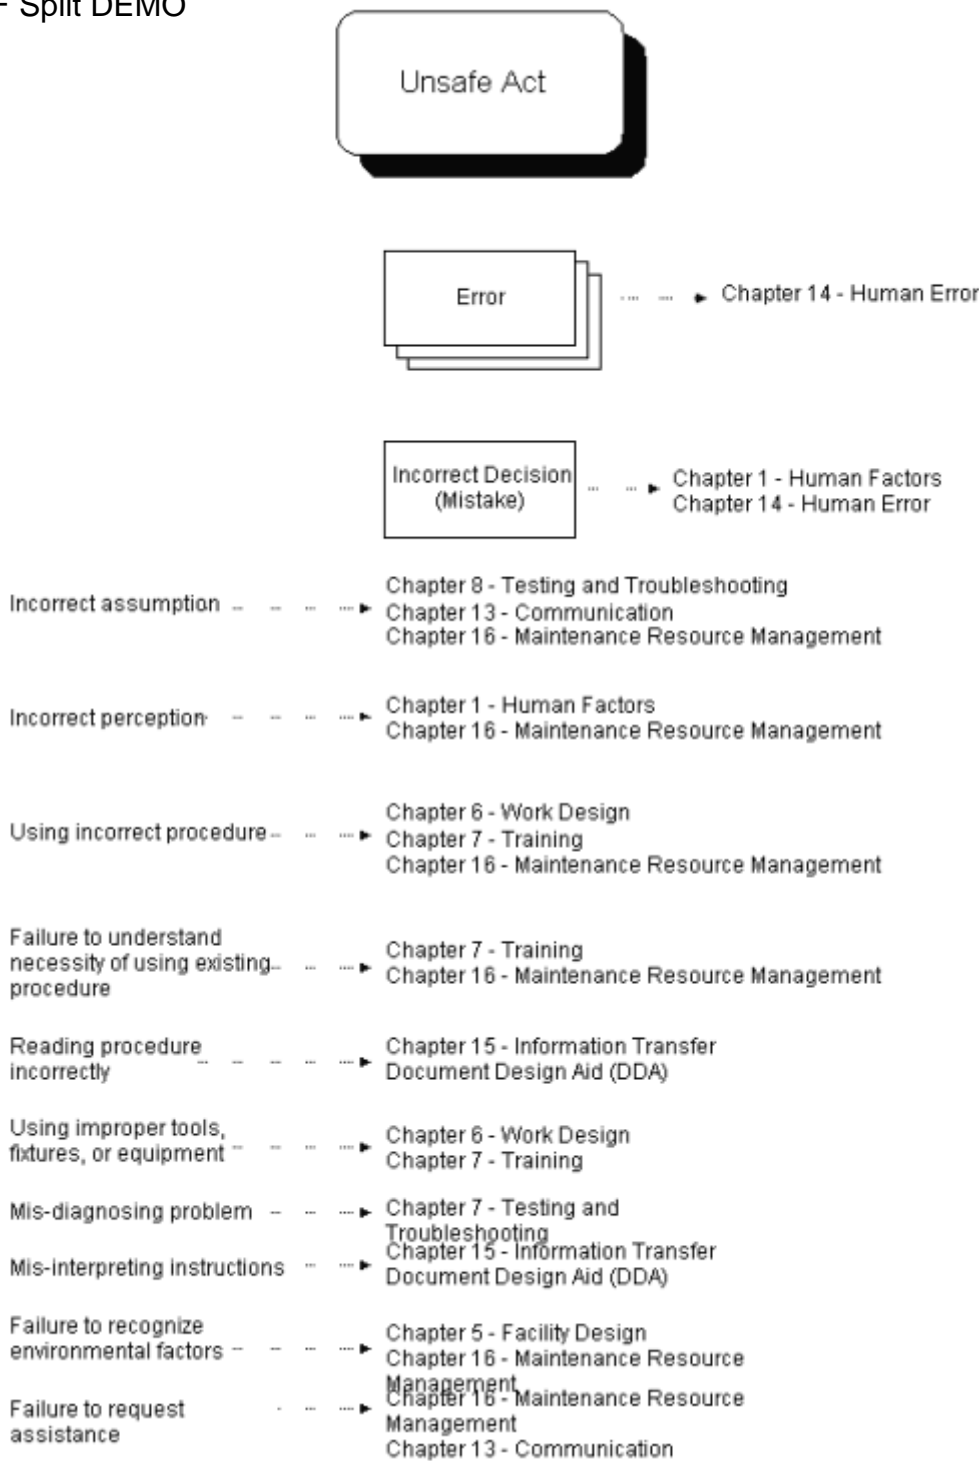 Split DEMO
Unsafe Act
Error
Chapter 14 - Human Error
Incorrect Decision
(Mistake)
Chapter 1 - Human Factors
Chapter 14 - Human Error
Incorrect assumption
Chapter 8 - Testing and Troubleshooting
Chapter 13 - Communication
Chapter 16 - Maintenance Resource Management
Incorrect perception
Chapter 1 - Human Factors
Chapter 16 - Maintenance Resource Management
Using incorrect procedure
Chapter 6 - Work Design
Chapter 7 - Training
Chapter 16 - Maintenance Resource Management
Failure to understand
necessity of using existing
procedure
Chapter 7 - Training
Chapter 16 - Maintenance Resource Management
Reading procedure
incorrectly
Chapter 15 - Information Transfer
Document Design Aid (DDA)
Using improper tools,
fixtures, or equipment
Chapter 6 - Work Design
Chapter 7 - Training
Mis-diagnosing problem
Chapter 7 - Testing and
Troubleshooting
Mis-interpreting instructions
Chapter 15 - Information Transfer
Document Design Aid (DDA)
Failure to recognize
environmental factors
Chapter 5 - Facility Design
Chapter 16 - Maintenance Resource
Management
Failure to request
assistance
Chapter 16 - Maintenance Resource
Management
Chapter 13 - Communication